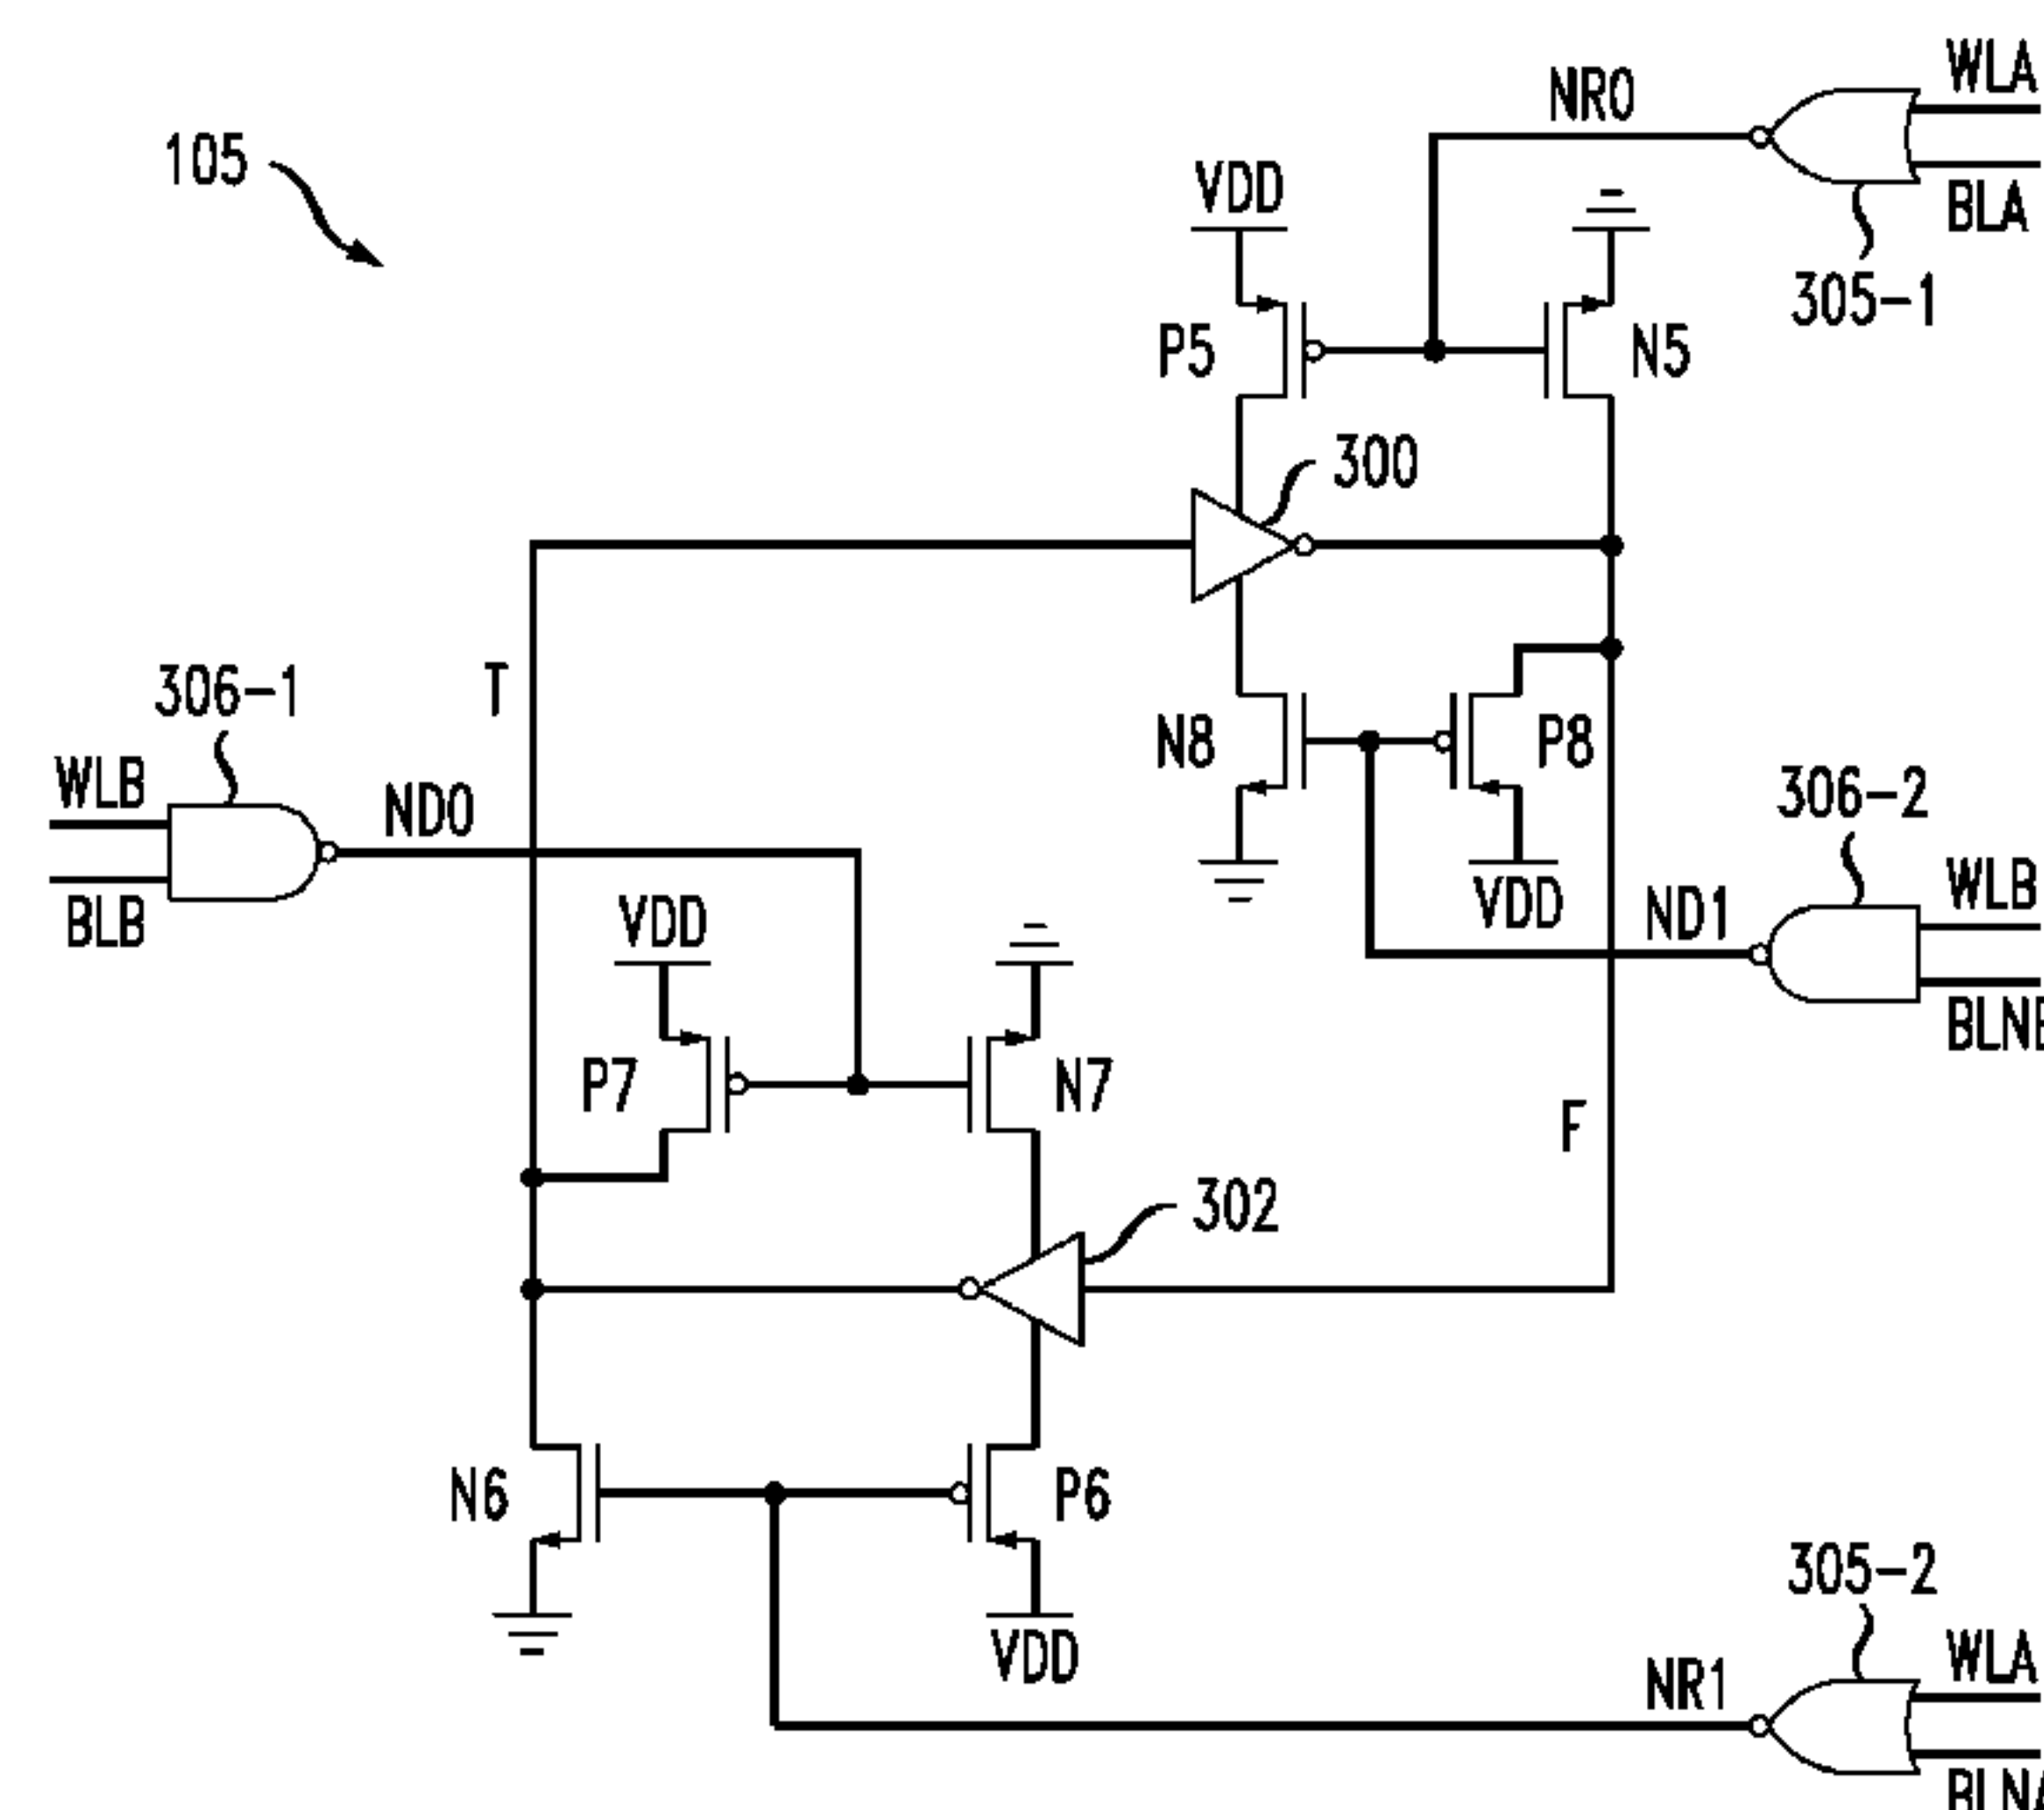 WLA
NR0
105
VDD
BLA
305-1
P5
N5
300
306-1
T
N8
P8
WLB
306-2
ND0
VDD
WLB
BLB
VDD
ND1
P7
N7
F
302
N6
P6
305-2
VDD
NR1
WLA